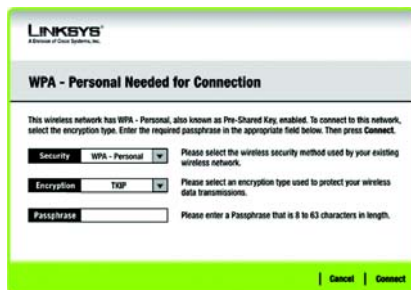 LINKSYS®
A Division of Cisco Systems, Inc.
WPA - Personal Needed for Connection
This wireless network has WPA - Personal, also known as Pre-Shared Key, enabled. To connect to this network,
select the encryption type. Enter the required passphrase in the appropriate field below. Then press Connect.
Security WPA - Personal Please select the wireless security method used by your existing
wireless network.
Encryption TKIP Please select an encryption type used to protect your wireless
data transmissions.
Passphrase Please enter a Passphrase that is 8 to 63 characters in length.
Cancel Connect